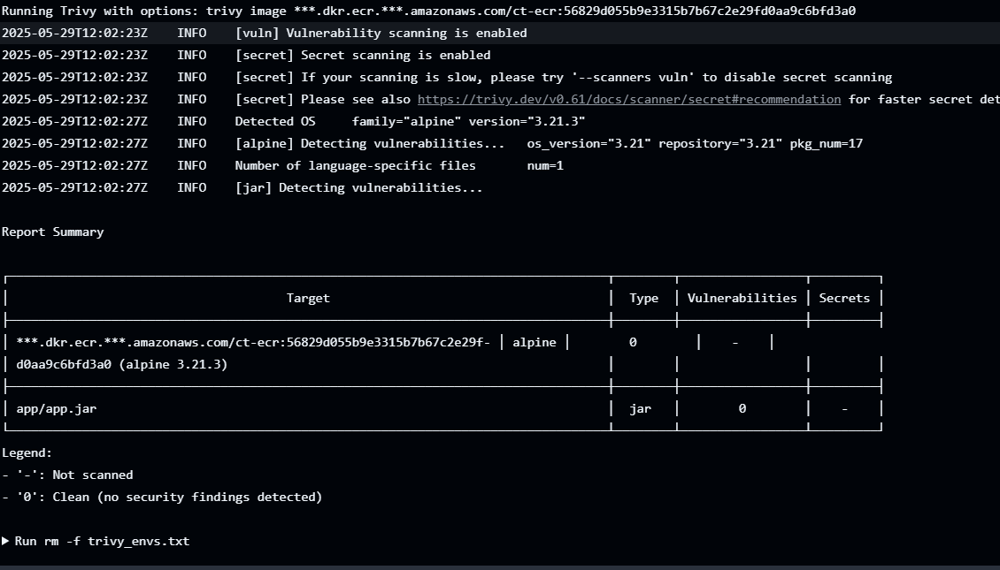 Running Trivy with options: trivy image ***.dkr.ecr.***.amazonaws.com/ct-ecr:56829d055b9e3315b7b67c2e29fd0aa9c6bfd3a0
2025-05-29T12:02:23Z INFO [vuln] Vulnerability scanning is enabled
2025-05-29T12:02:23Z INFO [secret] Secret scanning is enabled
2025-05-29T12:02:23Z INFO [secret] If your scanning is slow, please try '--scanners vuln' to disable secret scanning
2025-05-29T12:02:23Z INFO [secret] Please see also https://trivy.dev/v0.61/docs/scanner/secret#recommendation for faster secret det
2025-05-29T12:02:27Z INFO Detected OS family="alpine" version="3.21.3"
2025-05-29T12:02:27Z INFO [alpine] Detecting vulnerabilities... os_version="3.21" repository="3.21" pkg_num=17
2025-05-29T12:02:27Z INFO Number of language-specific files num=1
2025-05-29T12:02:27Z INFO [jar] Detecting vulnerabilities...
Report Summary
Target Type Vulnerabilities Secrets
***.dkr.ecr.***.amazonaws.com/ct-ecr:56829d055b9e3315b7b67c2e29f- alpine 0 -
d0aa9c6bfd3a0 (alpine 3.21.3)
app/app.jar jar 0 -
Legend:
- '-': Not scanned
- '0': Clean (no security findings detected)
Run rm -f trivy_envs.txt